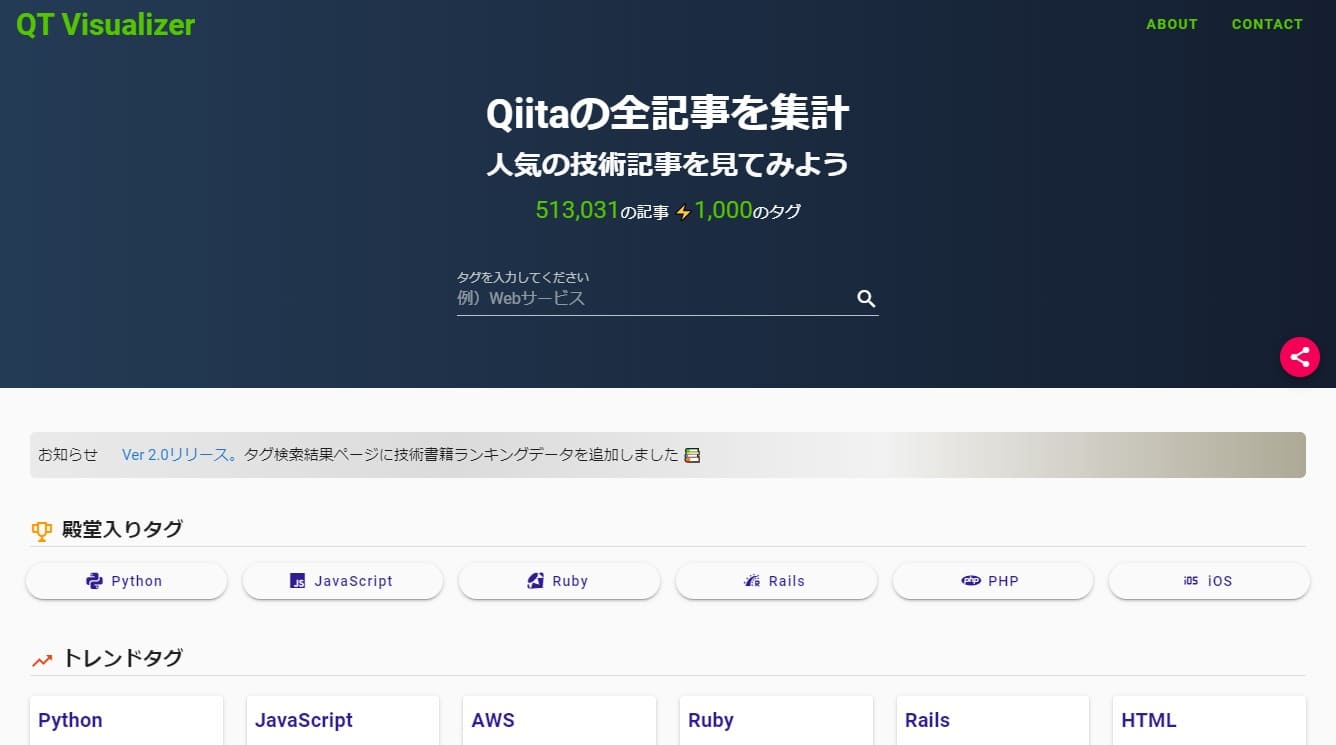 QT Visualizer
ABOUT CONTACT
Qiitaの全記事を集計
人気の技術記事を見てみよう
513,031の記事 ⚡1,000のタグ
タグを入力してください
例）Webサービス
お知らせ Ver 2.0リリース。タグ検索結果ページに技術書籍ランキングデータを追加しました
殿堂入りタグ
Python JavaScript Ruby Rails PHP iOS
トレンドタグ
Python JavaScript AWS Ruby Rails HTML